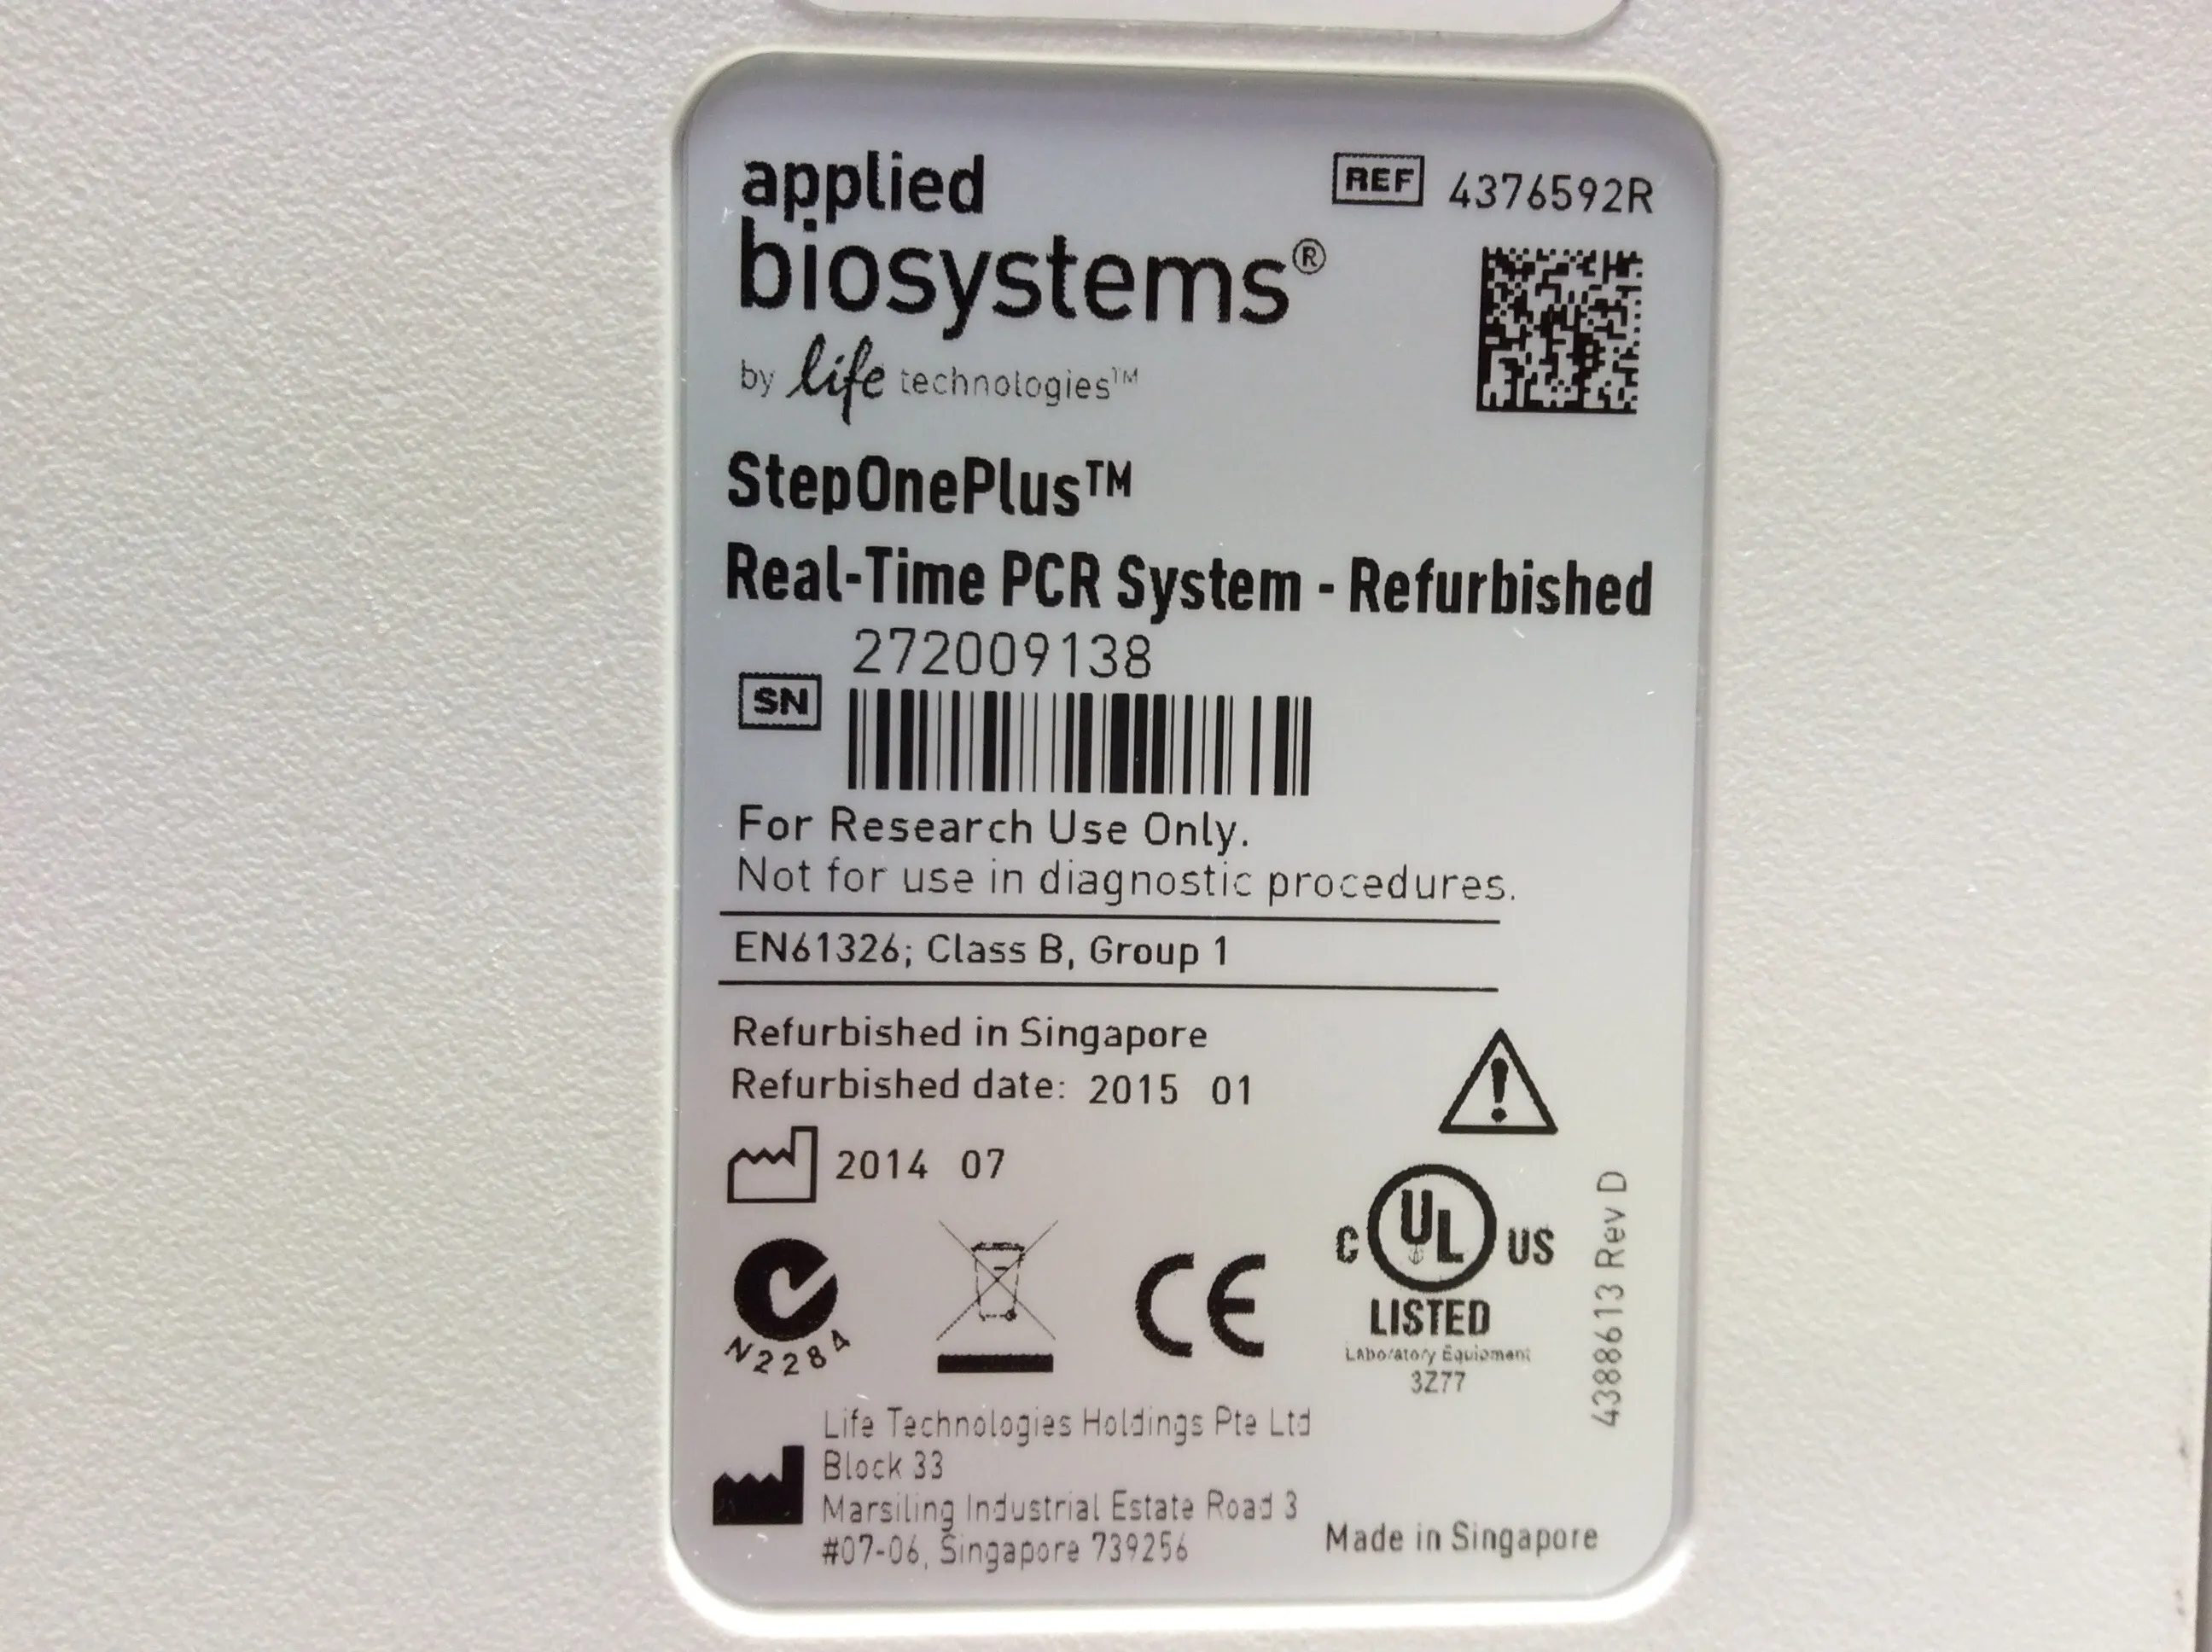 applied
biosystems®
by life technologies™
REF 4376592R
StepOnePlus™
Real-Time PCR System - Refurbished
272009138
SN
For Research Use Only.
Not for use in diagnostic procedures.
EN61326; Class B, Group 1
Refurbished in Singapore
Refurbished date: 2015 01
2014 07
N2284
CE
C UL US
LISTED
Laboratory Equipment
3Z77
4388613 Rev D
Life Technologies Holdings Pte Ltd
Block 33
Marsiling Industrial Estate Road 3
#07-06, Singapore 739256
Made in Singapore